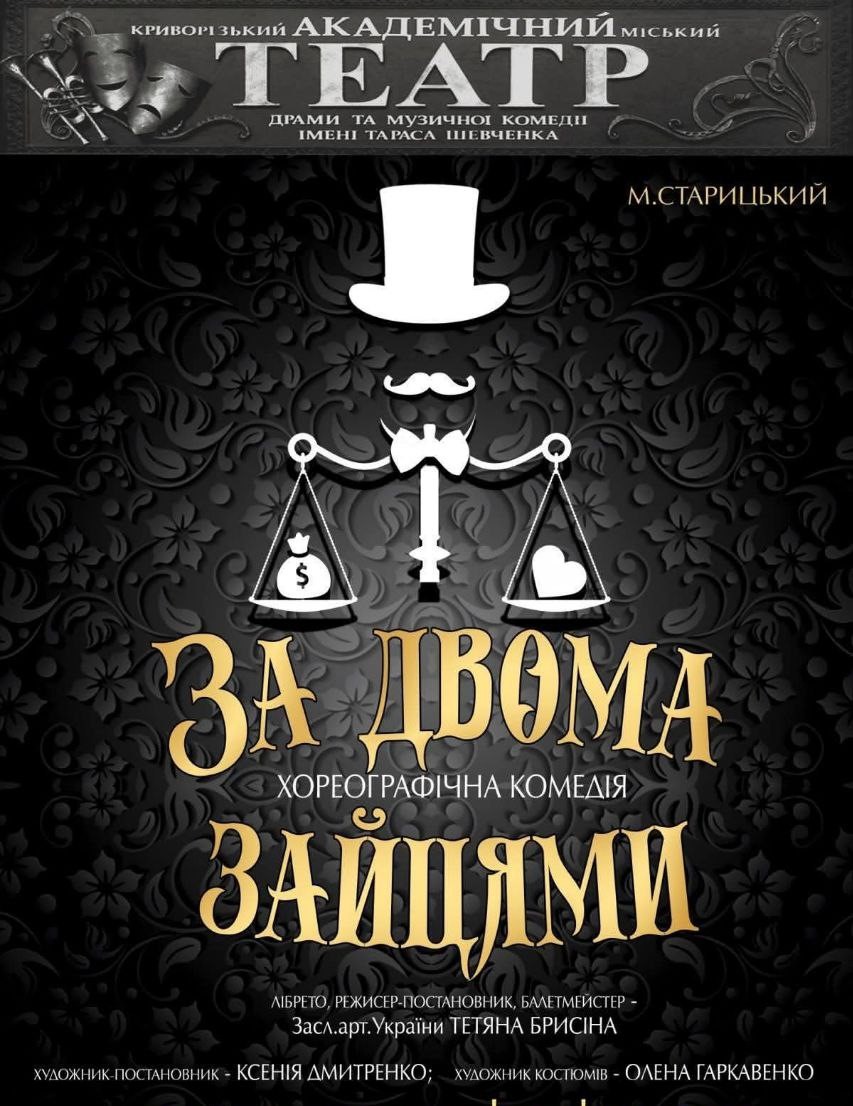 КРИВОРІЗЬКИЙ АКАДЕМІЧНИЙ МІСЬКИЙ
ТЕАТР
ДРАМИ ТА МУЗИЧНОЇ КОМЕДІЇ
ІМЕНІ ТАРАСА ШЕВЧЕНКА
М.СТАРИЦЬКИЙ
$
ЗА ДВОМА
ХОРЕОГРАФІЧНА КОМЕДІЯ
ЗАЙЦЯМИ
ЛІБРЕТО, РЕЖИСЕР-ПОСТАНОВНИК, БАЛЕТМЕЙСТЕР -
Засл.арт.України ТЕТЯНА БРИСІНА
ХУДОЖНИК-ПОСТАНОВНИК - КСЕНІЯ ДМИТРЕНКО; ХУДОЖНИК КОСТЮМІВ - ОЛЕНА ГАРКАВЕНКО